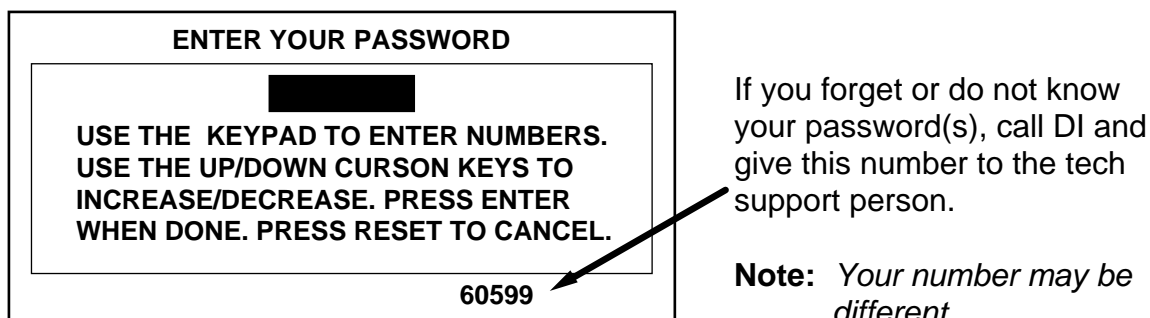 ENTER YOUR PASSWORD
USE THE KEYPAD TO ENTER NUMBERS.
USE THE UP/DOWN CURSON KEYS TO
INCREASE/DECREASE. PRESS ENTER
WHEN DONE. PRESS RESET TO CANCEL.
60599
If you forget or do not know
your password(s), call DI and
give this number to the tech
support person.
Note: Your number may be
different